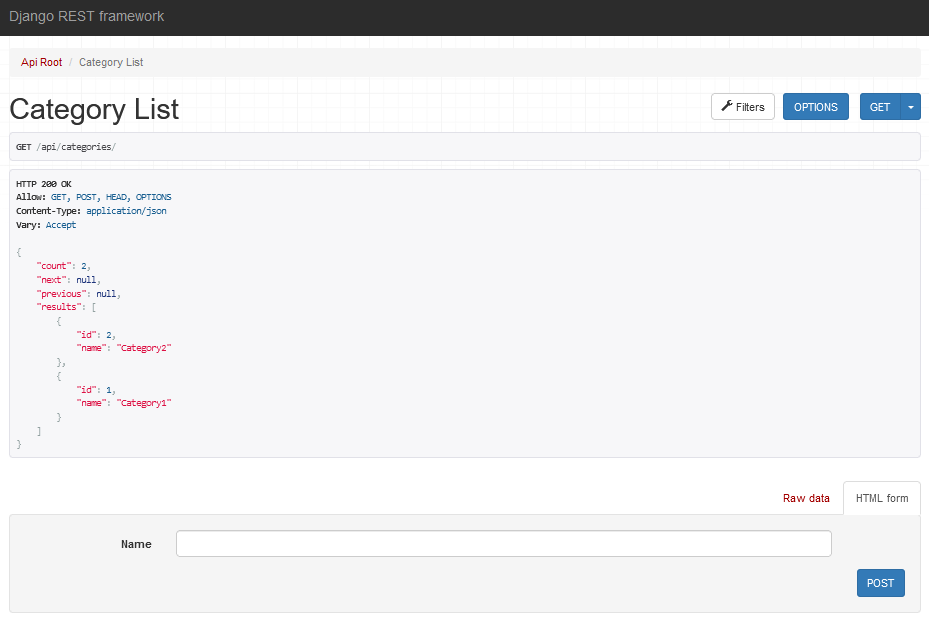 Django REST framework
Api Root / Category List
Category List
Filters
OPTIONS
GET
GET /api/categories/
HTTP 200 OK
Allow: GET, POST, HEAD, OPTIONS
Content-Type: application/json
Vary: Accept
{
    "count": 2,
    "next": null,
    "previous": null,
    "results": [
        {
            "id": 2,
            "name": "Category2"
        },
        {
            "id": 1,
            "name": "Category1"
        }
    ]
}
Raw data
HTML form
Name
POST